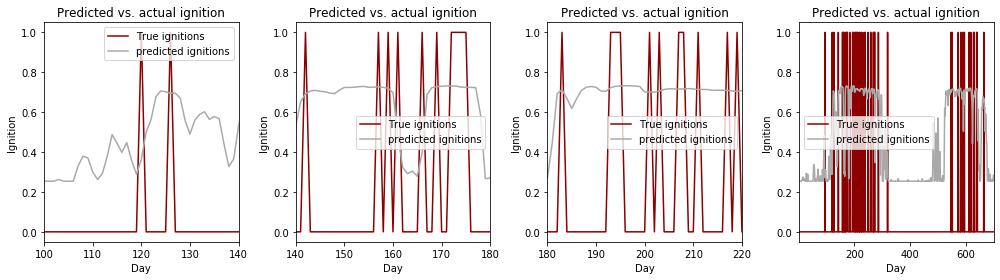 Predicted vs. actual ignition
Ignition
1.0
0.8
0.6
0.4
0.2
0.0
True ignitions
predicted ignitions
100
110
120
130
140
Day
Predicted vs. actual ignition
Ignition
1.0
0.8
0.6
0.4
0.2
0.0
True ignitions
predicted ignitions
140
150
160
170
180
Day
Predicted vs. actual ignition
Ignition
1.0
0.8
0.6
0.4
0.2
0.0
True ignitions
predicted ignitions
180
190
200
210
220
Day
Predicted vs. actual ignition
Ignition
1.0
0.8
0.6
0.4
0.2
0.0
True ignitions
predicted ignitions
200
400
600
Day